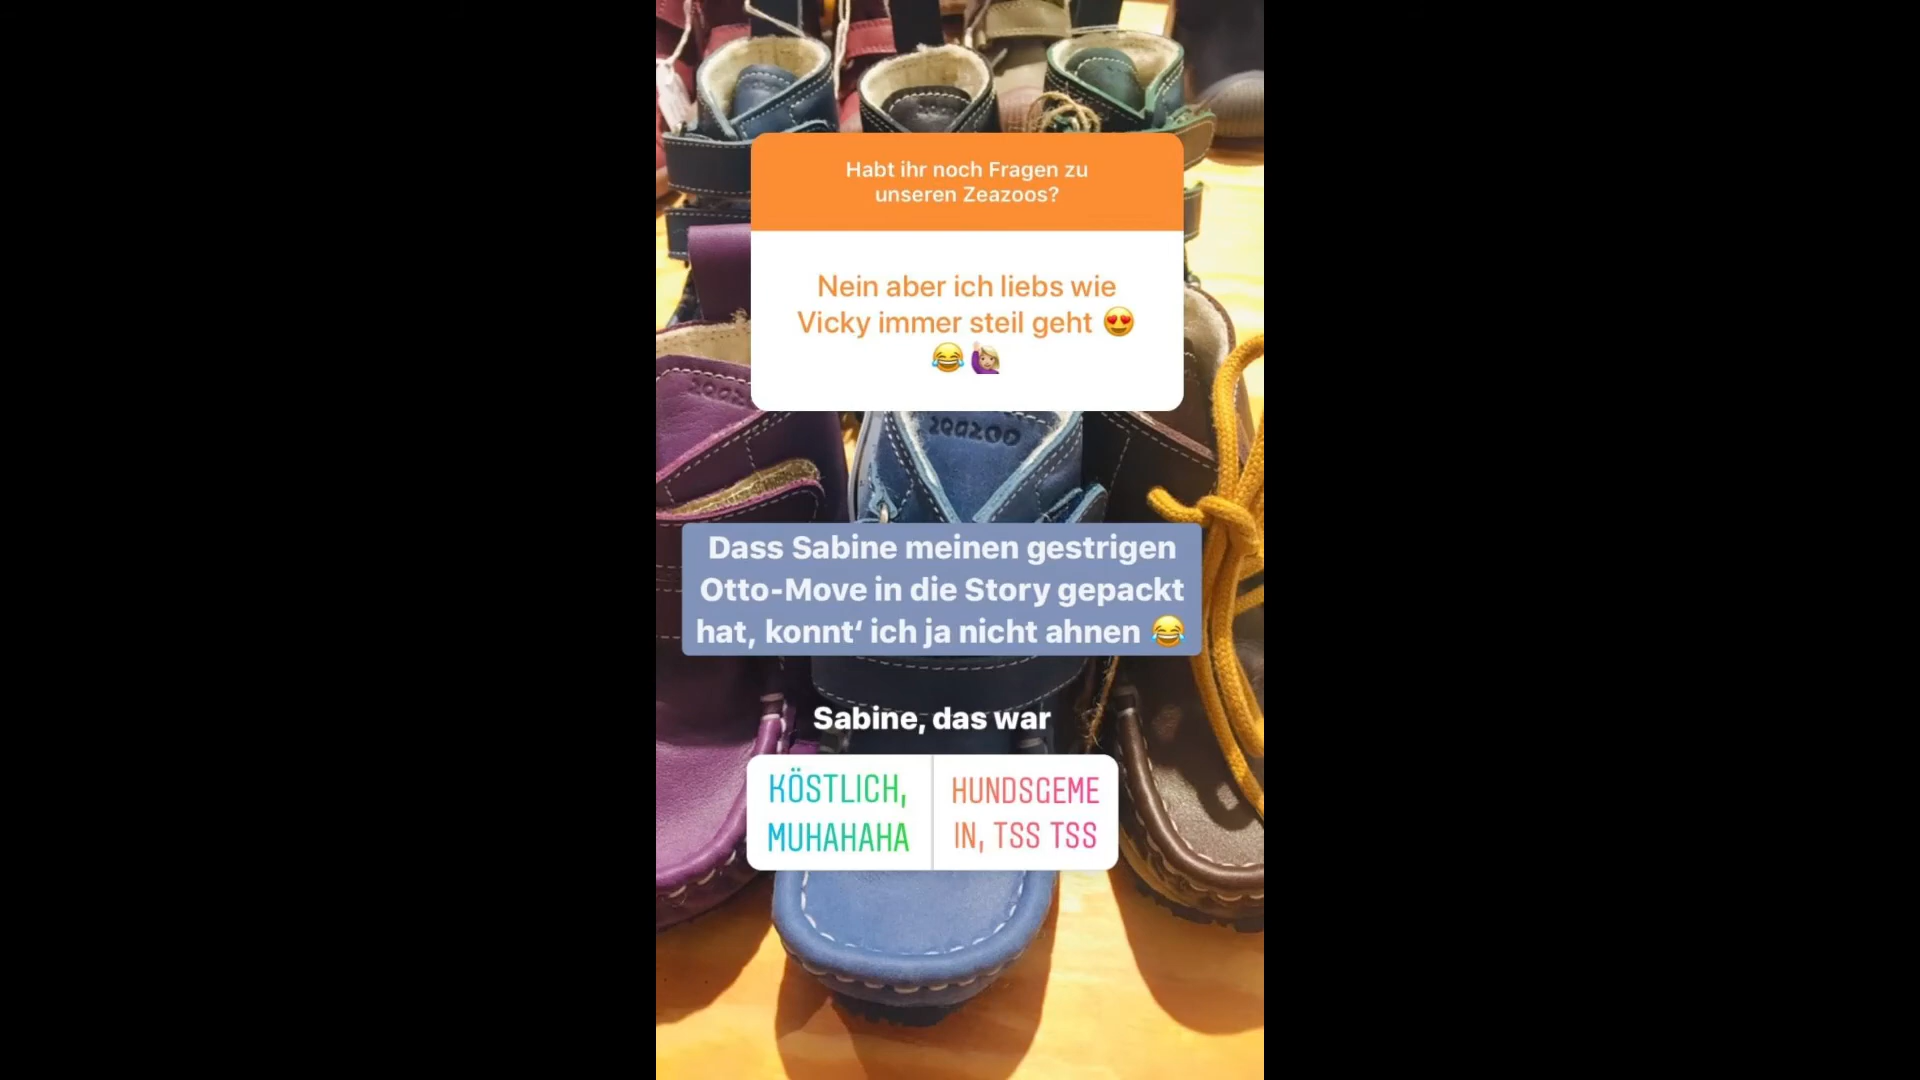 Habt ihr noch Fragen zu
unseren Zeazoos?
Nein aber ich liebs wie
Vicky immer steil geht 😍
😂🙋🏼‍♀️
zeazoo
zeazoo
Dass Sabine meinen gestrigen
Otto-Move in die Story gepackt
hat, konnt‘ ich ja nicht ahnen 😂
Sabine, das war
KÖSTLICH,
MUHAHAHA
HUNDSGEME
IN, TSS TSS